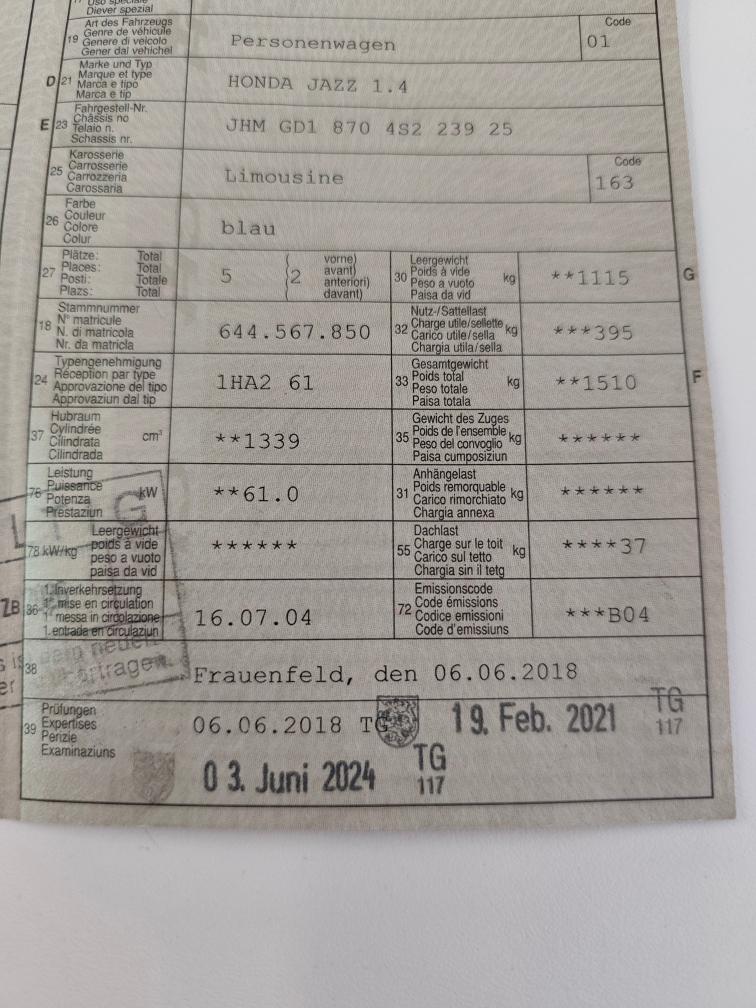 Diever spezial
19 Art des Fahrzeugs
Genre de véhicule
Genere di veicolo
Gener dal vehichel
Personenwagen
Code
01
D 21 Marke und Typ
Marque et type
Marca e tipo
Marca e tip
HONDA JAZZ 1.4
E 23 Fahrgestell-Nr.
Châssis no
Telaio n.
Schassis nr.
JHM GD1 870 4S2 239 25
25 Karosserie
Carrosserie
Carrozzeria
Carossaria
Limousine
Code
163
26 Farbe
Couleur
Colore
Colur
blau
27 Plätze: Total
Places: Total
Posti: Totale
Plazs: Total
5 (2 vorne)
avant)
anteriori)
davant)
30 Leergewicht
Poids à vide
Peso a vuoto
Paisa da vid
kg
**1115
G
18 Stammnummer
N° matricule
N. di matricola
Nr. da matricla
644.567.850
32 Nutz-/Sattellast
Charge utile/sellette
Carico utile/sella
Chargia utila/sella
kg
***395
24 Typengenehmigung
Réception par type
Approvazione del tipo
Approvaziun dal tip
1HA2 61
33 Gesamtgewicht
Poids total
Peso totale
Paisa totala
kg
**1510
F
37 Hubraum
Cylindrée
Cilindrata
Cilindrada
cm³
**1339
35 Gewicht des Zuges
Poids de l'ensemble
Peso del convoglio
Paisa cumposiziun
kg
******
76 Leistung
Puissance
Potenza
Prestaziun
kW
**61.0
31 Anhängelast
Poids remorquable
Carico rimorchiato
Chargia annexa
kg
******
78 kW/kg Leergewicht
poids à vide
peso a vuoto
paisa da vid
******
55 Dachlast
Charge sur le toit
Carico sul tetto
Chargia sin il tetg
kg
****37
36 1. Inverkehrsetzung
1re mise en circulation
1a messa in circolazione
1. entrada en circulaziun
16.07.04
72 Emissionscode
Code émissions
Codice emissioni
Code d'emissiuns
***B04
38
Frauenfeld, den 06.06.2018
39 Prüfungen
Expertises
Perizie
Examinaziuns
06.06.2018 TG
19. Feb. 2021
TG
117
03. Juni 2024
TG
117